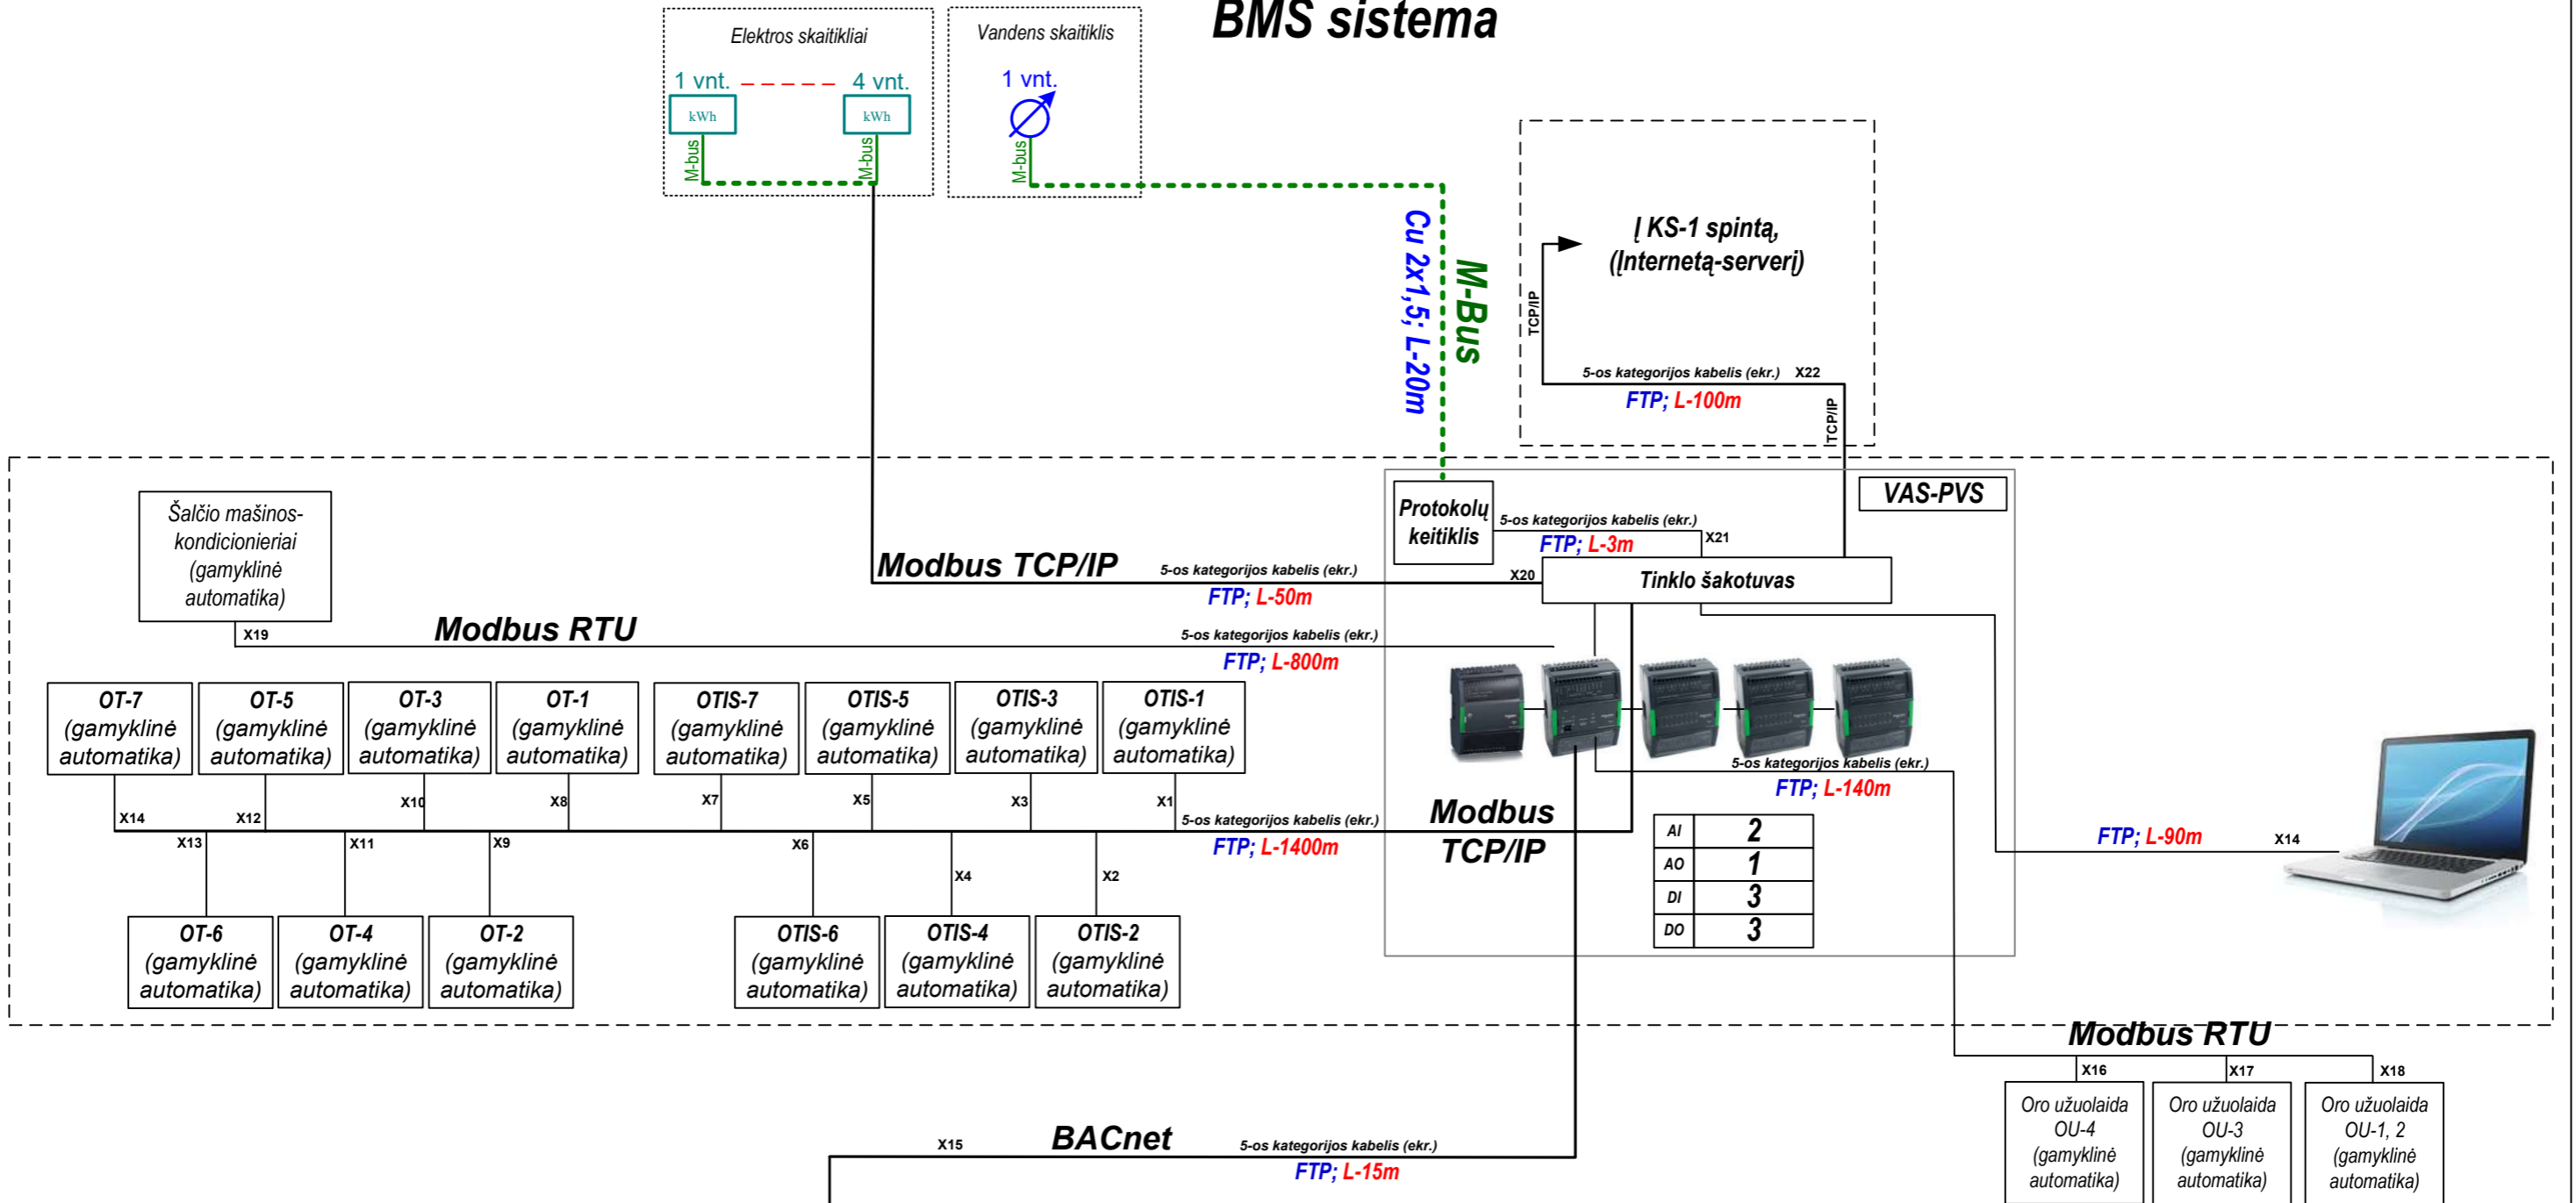 BMS sistema
Elektros skaitikliai
1 vnt.
4 vnt.
kWh
kWh
M-bus
M-bus
Vandens skaitiklis
1 vnt.
M-bus
M-Bus
Cu 2x1,5; L-20m
Į KS-1 spintą,
(Įnternetą-serverį)
TCP/IP
5-os kategorijos kabelis (ekr.) X22
FTP; L-100m
TCP/IP
VAS-PVS
Protokolų
keitiklis
5-os kategorijos kabelis (ekr.)
FTP; L-3m
X21
Tinklo šakotuvas
Modbus TCP/IP
5-os kategorijos kabelis (ekr.)
X20
FTP; L-50m
Šalčio mašinos-
kondicionieriai
(gamyklinė
automatika)
X19
Modbus RTU
5-os kategorijos kabelis (ekr.)
FTP; L-800m
OT-7
(gamyklinė
automatika)
OT-5
(gamyklinė
automatika)
OT-3
(gamyklinė
automatika)
OT-1
(gamyklinė
automatika)
OTIS-7
(gamyklinė
automatika)
OTIS-5
(gamyklinė
automatika)
OTIS-3
(gamyklinė
automatika)
OTIS-1
(gamyklinė
automatika)
X14
X12
X10
X8
X7
X5
X3
X1
5-os kategorijos kabelis (ekr.)
FTP; L-1400m
Modbus
TCP/IP
X13
X11
X9
X6
X4
X2
OT-6
(gamyklinė
automatika)
OT-4
(gamyklinė
automatika)
OT-2
(gamyklinė
automatika)
OTIS-6
(gamyklinė
automatika)
OTIS-4
(gamyklinė
automatika)
OTIS-2
(gamyklinė
automatika)
5-os kategorijos kabelis (ekr.)
FTP; L-140m
AI 2
AO 1
DI 3
DO 3
FTP; L-90m
X14
Modbus RTU
X16
X17
X18
Oro užuolaida
OU-4
(gamyklinė
automatika)
Oro užuolaida
OU-3
(gamyklinė
automatika)
Oro užuolaida
OU-1, 2
(gamyklinė
automatika)
X15
BACnet
5-os kategorijos kabelis (ekr.)
FTP; L-15m